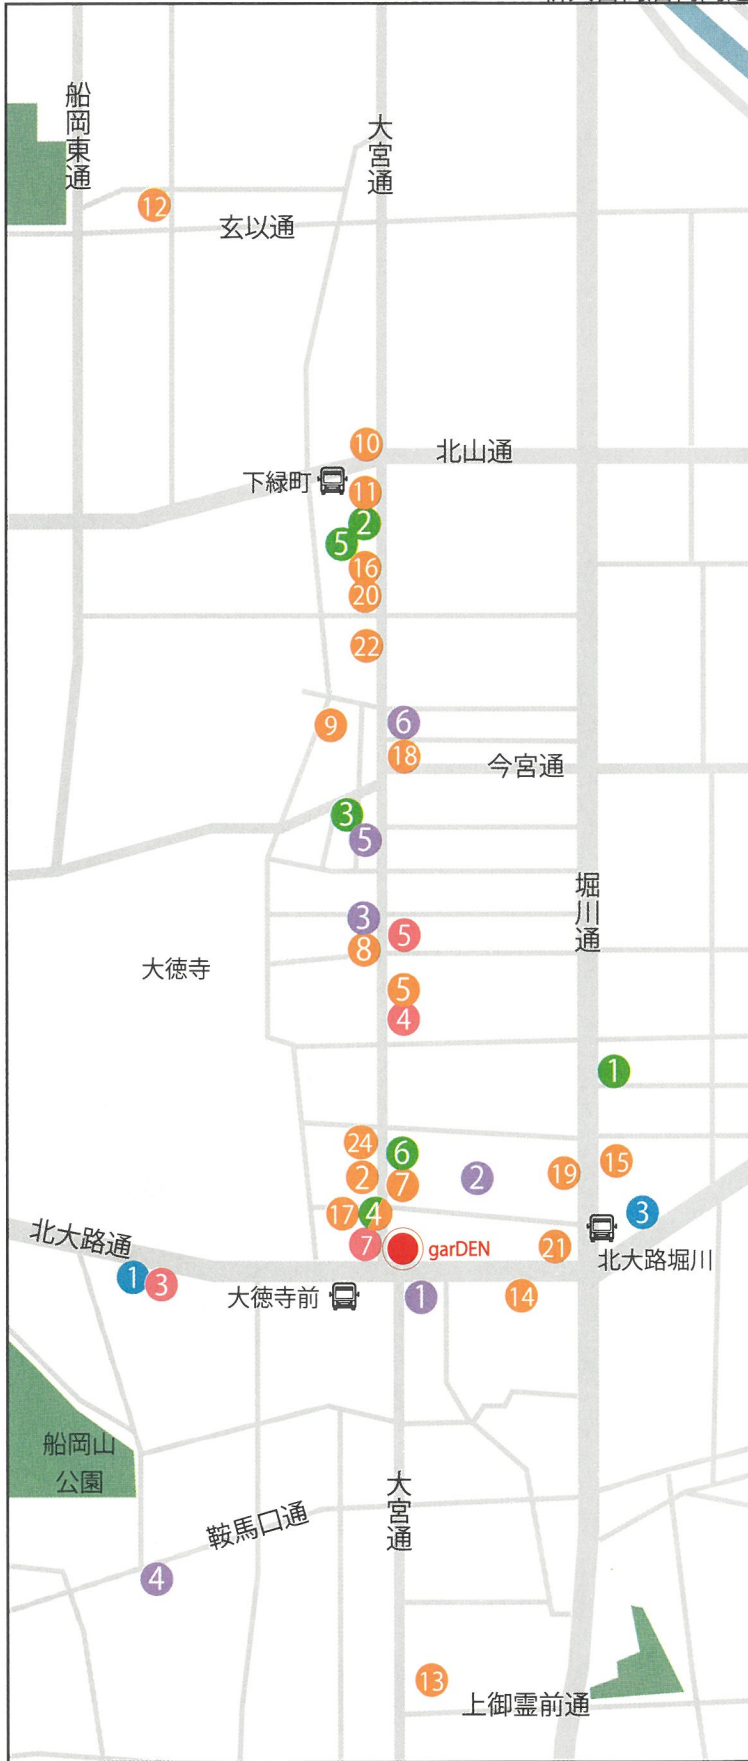 船岡東通
大宮通
12
玄以通
10
北山通
下緑町
11
2
5
16
20
22
9
6
18
今宮通
3
5
堀川通
3
5
8
大徳寺
5
4
1
24
6
2
7
2
19
15
17
4
3
北大路通
7
garDEN
21
北大路堀川
1
3
大徳寺前
1
14
船岡山
公園
大宮通
鞍馬口通
4
13
上御霊前通